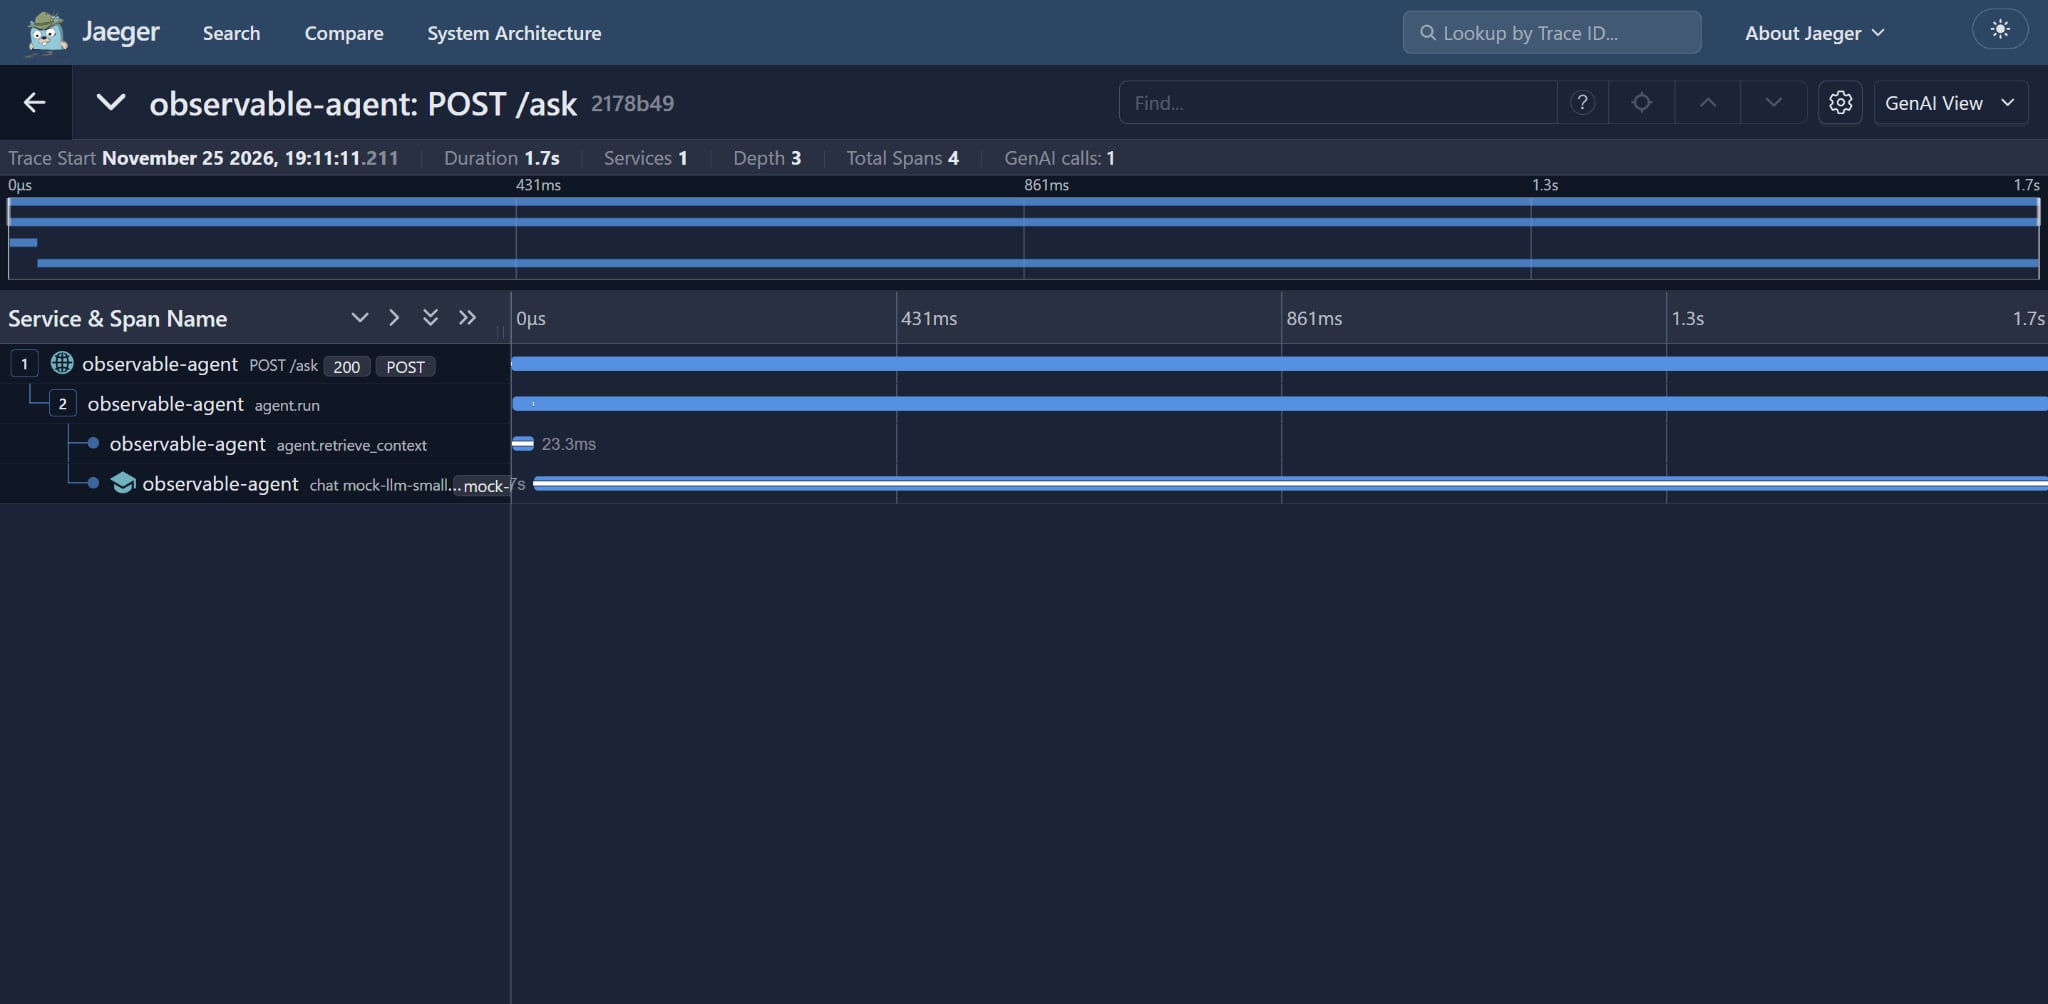 Jaeger Search Compare System Architecture Lookup by Trace ID... About Jaeger
observable-agent: POST /ask 2178b49 Find... ? GenAI View
Trace Start November 25 2026, 19:11:11.211 Duration 1.7s Services 1 Depth 3 Total Spans 4 GenAI calls: 1
0μs 431ms 861ms 1.3s 1.7s
Service & Span Name 0μs 431ms 861ms 1.3s 1.7s
1 observable-agent POST /ask 200 POST
2 observable-agent agent.run
observable-agent agent.retrieve_context 23.3ms
observable-agent chat mock-llm-small... mock- 7s